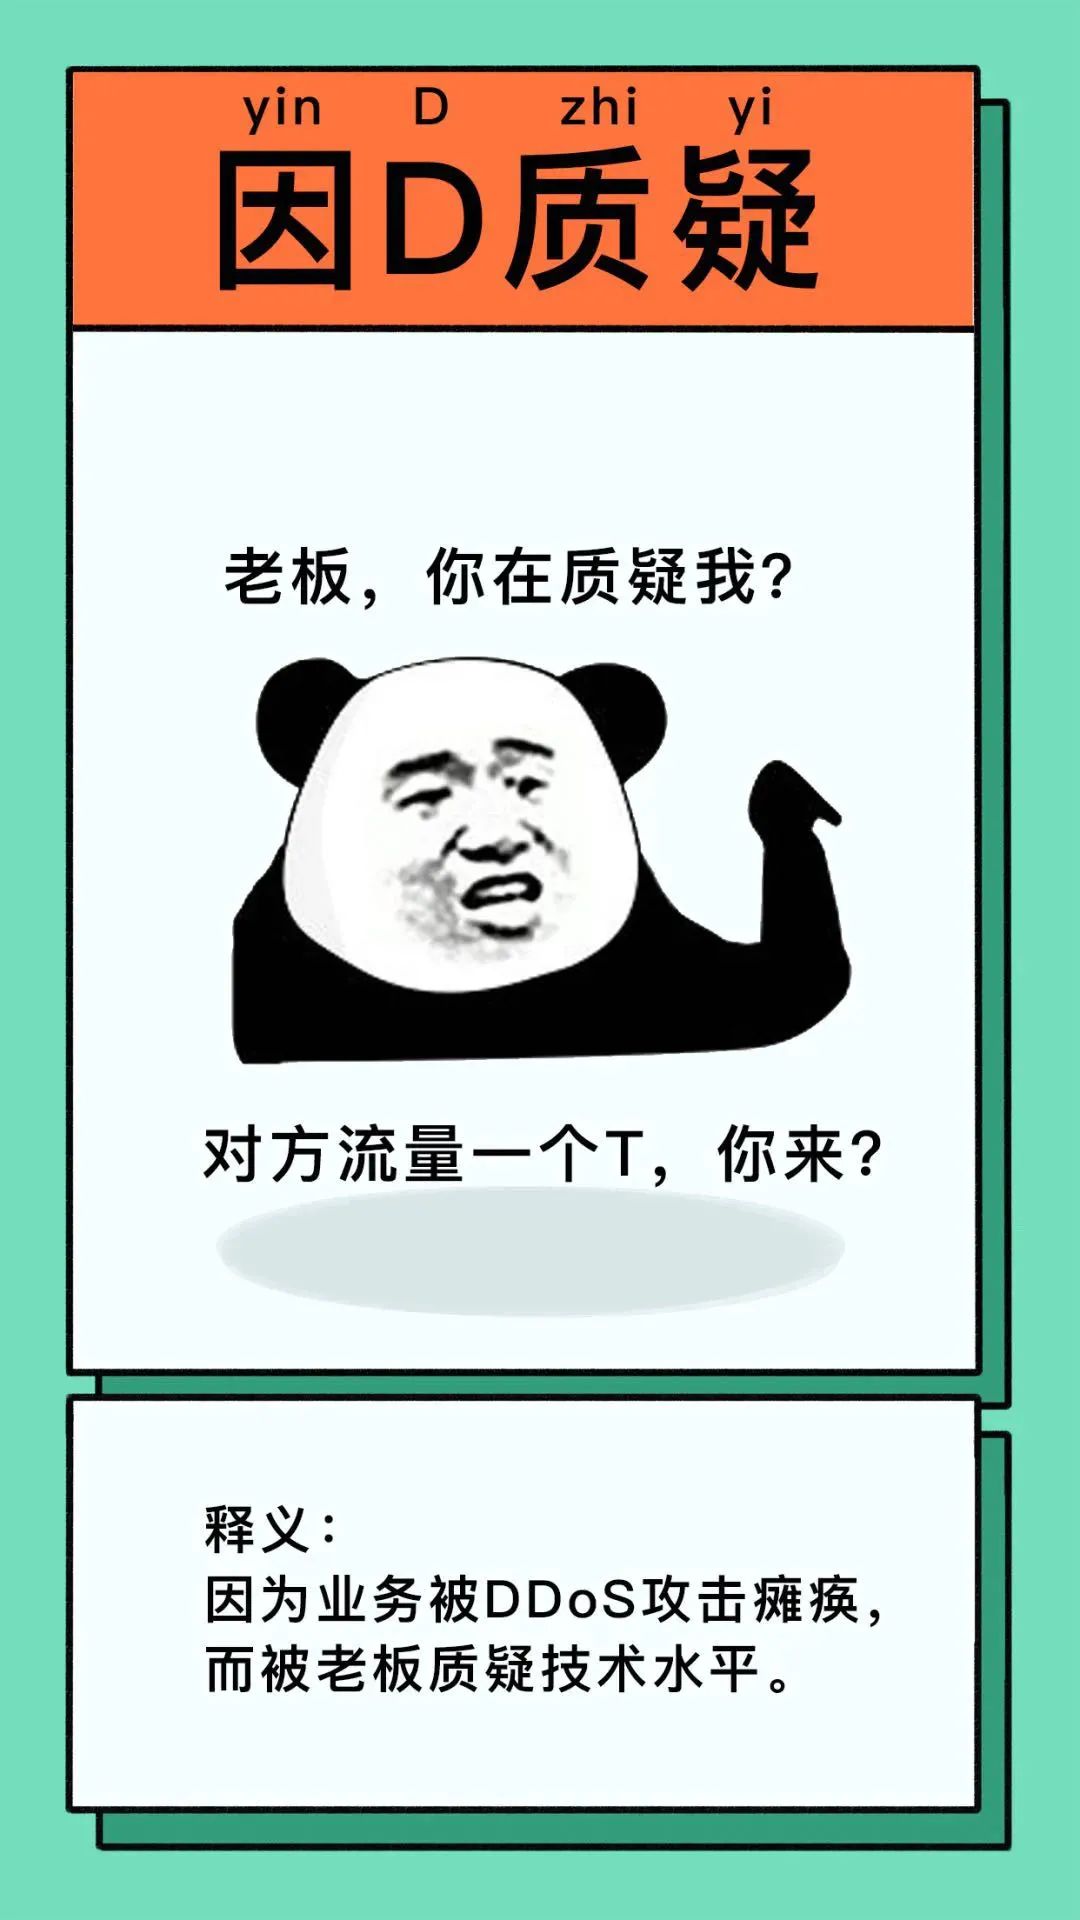 yin D zhi yi
因D质疑
老板，你在质疑我？
对方流量一个T，你来？
释义：
因为业务被DDoS攻击瘫痪，
而被老板质疑技术水平。